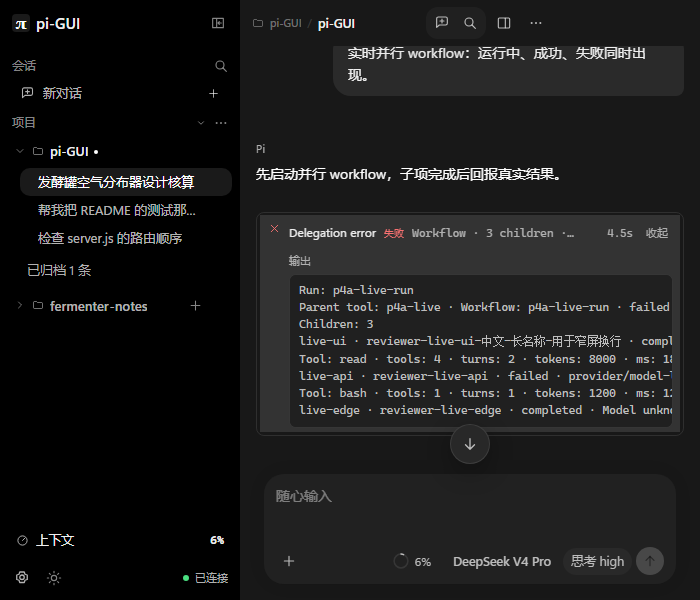 π pi-GUI
会话
新对话
项目
pi-GUI
发酵罐空气分布器设计核算
帮我把 README 的测试那...
检查 server.js 的路由顺序
已归档 1 条
fermenter-notes
上下文 6%
已连接
pi-GUI / pi-GUI
实时并行 workflow：运行中、成功、失败同时出
现。
Pi
先启动并行 workflow，子项完成后回报真实结果。
Delegation error 失败 Workflow · 3 children ·… 4.5s 收起
输出
Run: p4a-live-run
Parent tool: p4a-live · Workflow: p4a-live-run · failed
Children: 3
live-ui · reviewer-live-ui-中文-长名称-用于窄屏换行 · compl
Tool: read · tools: 4 · turns: 2 · tokens: 8000 · ms: 18
live-api · reviewer-live-api · failed · provider/model-l
Tool: bash · tools: 1 · turns: 1 · tokens: 1200 · ms: 12
live-edge · reviewer-live-edge · completed · Model unkno
随心输入
6% DeepSeek V4 Pro 思考 high